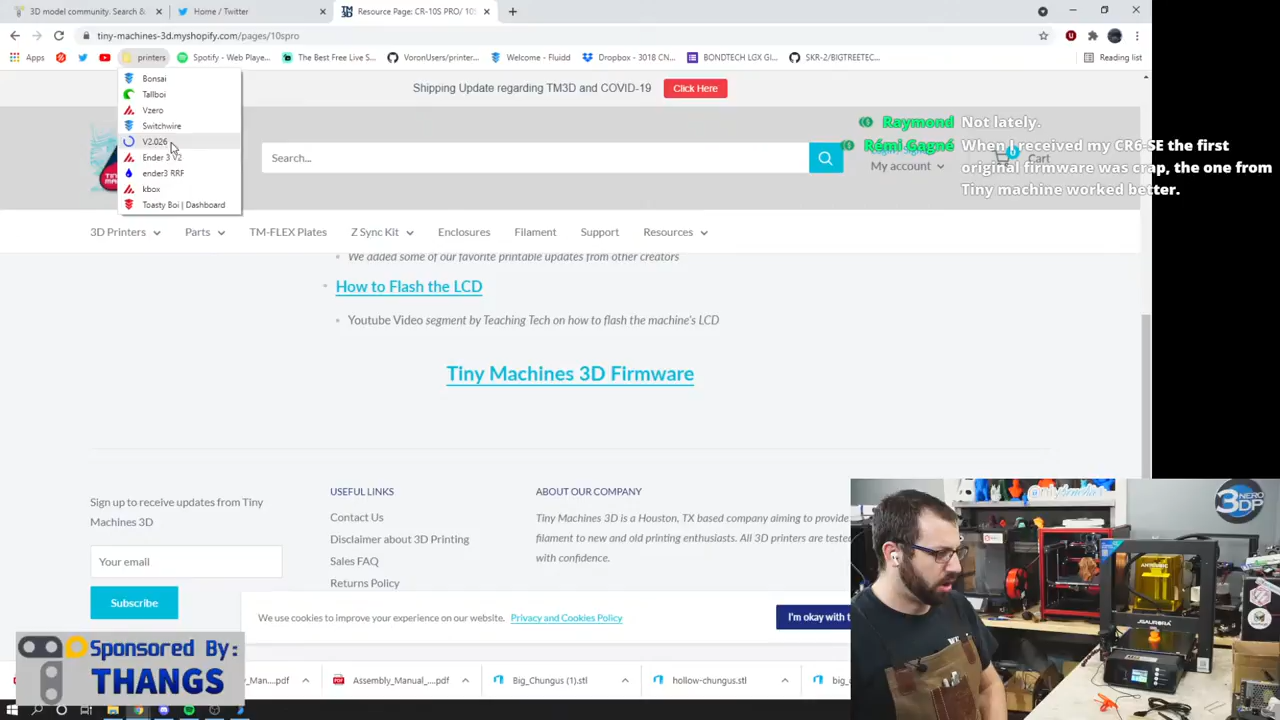 3D model community. Search &
Home / Twitter
Resource Page: CR-10S PRO/ 10S
tiny-machines-3d.myshopify.com/pages/10spro
Apps
printers
Spotify - Web Playe...
The Best Free Live S...
VoronUsers/printer...
Welcome - Fluidd
Dropbox - 3018 CN...
BONDTECH LGX Gl...
SKR-2/BIGTREETEC...
Reading list
Bonsai
Tallboi
Vzero
Switchwire
V2.026
Ender 3 V2
ender3 RRF
kbox
Toasty Boi | Dashboard
Shipping Update regarding TM3D and COVID-19
Click Here
Search...
My account
0
Cart
Raymond Not lately.
Rémi Gagné When I received my CR6-SE the first
original firmware was crap, the one from
Tiny machine worked better.
3D Printers
Parts
TM-FLEX Plates
Z Sync Kit
Enclosures
Filament
Support
Resources
We added some of our favorite printable updates from other creators
How to Flash the LCD
Youtube Video segment by Teaching Tech on how to flash the machine's LCD
Tiny Machines 3D Firmware
Sign up to receive updates from Tiny
Machines 3D
Your email
Subscribe
USEFUL LINKS
Contact Us
Disclaimer about 3D Printing
Sales FAQ
Returns Policy
ABOUT OUR COMPANY
Tiny Machines 3D is a Houston, TX based company aiming to provide
filament to new and old printing enthusiasts. All 3D printers are tested
with confidence.
We use cookies to improve your experience on our website.
Privacy and Cookies Policy
I'm okay with t
Sponsored By:
THANGS
_Man....pdf
Assembly_Manual_....pdf
Big_Chungus (1).stl
hollow-chungus.stl
NERO
3DP
JGAURORA